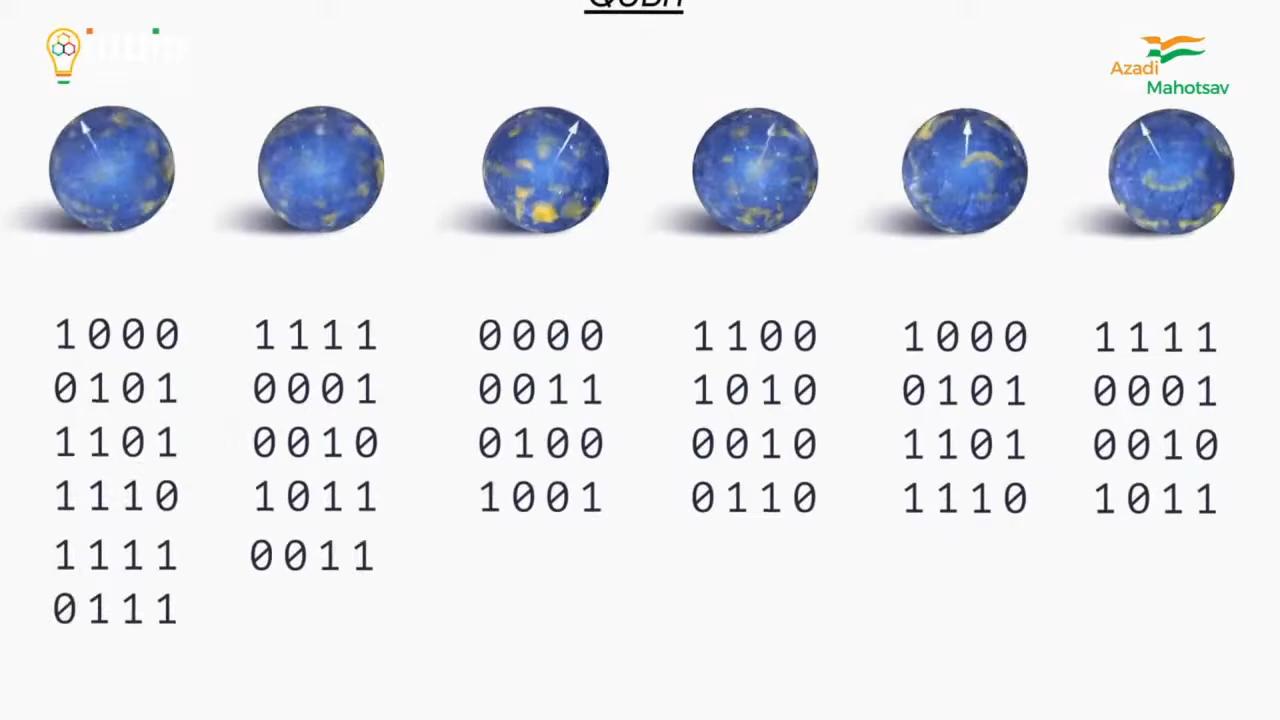 Azadi
Mahotsav
1000 1111 0000 1100 1000 1111
0101 0001 0011 1010 0101 0001
1101 0010 0100 0010 1101 0010
1110 1011 1001 0110 1110 1011
1111 0011
0111